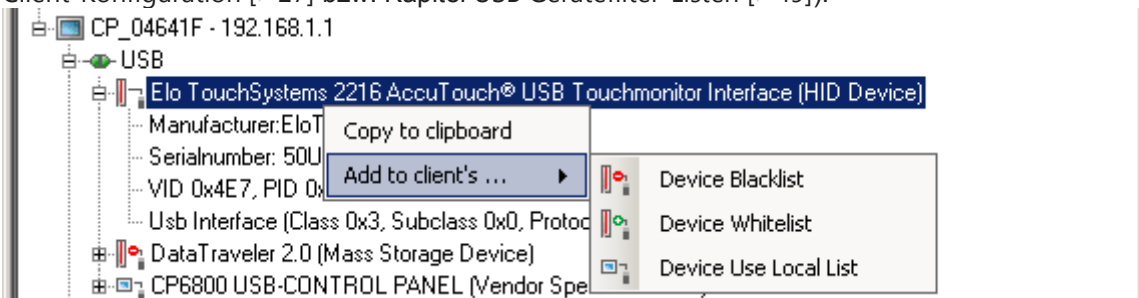 Client-Konfiguration [▶ 27] bzw. Kapitel USB-Gerätefilter-Listen [▶ 49]).
CP_04641F - 192.168.1.1
USB
Elo TouchSystems 2216 AccuTouch® USB Touchmonitor Interface (HID Device)
Manufacturer:EloT
Copy to clipboard
Serialnumber: 50U
Add to client's ...
Device Blacklist
VID 0x4E7, PID 0x
Device Whitelist
Usb Interface (Class 0x3, Subclass 0x0, Protoc
DataTraveler 2.0 (Mass Storage Device)
Device Use Local List
CP6800 USB-CONTROL PANEL (Vendor Spe